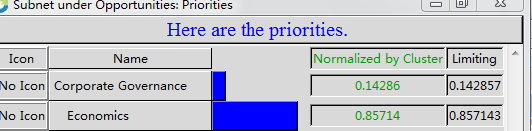 Subnet under Opportunities: Priorities
Here are the priorities.
Icon Name Normalized by Cluster Limiting
No Icon Corporate Governance 0.14286 0.142857
No Icon Economics 0.85714 0.857143